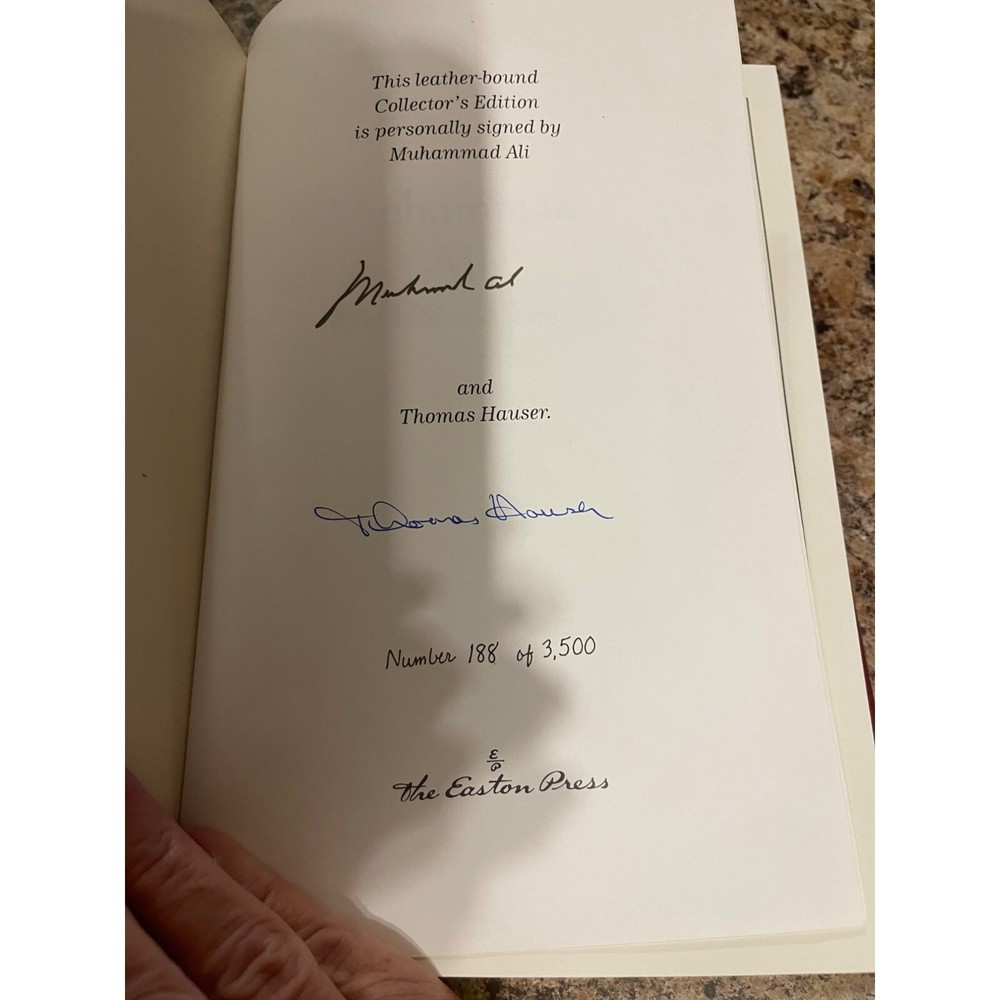 This leather-bound
Collector's Edition
is personally signed by
Muhammad Ali
Muhammad Ali
and
Thomas Hauser.
Thomas Hauser
Number 188 of 3,500
E
P
The Easton Press